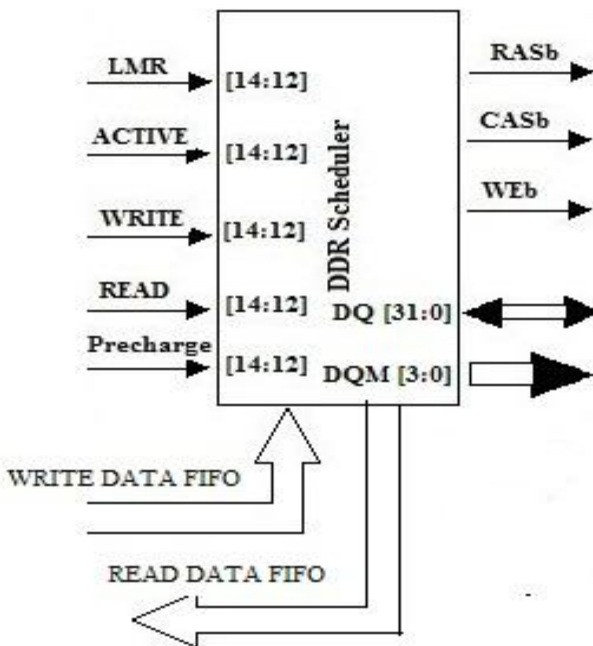 LMR
[14:12]
RASb
ACTIVE
[14:12]
CASb
WRITE
[14:12]
WEb
READ
[14:12]
Precharge
[14:12]
DDR Scheduler
DQ [31:0]
DQM [3:0]
WRITE DATA FIFO
READ DATA FIFO